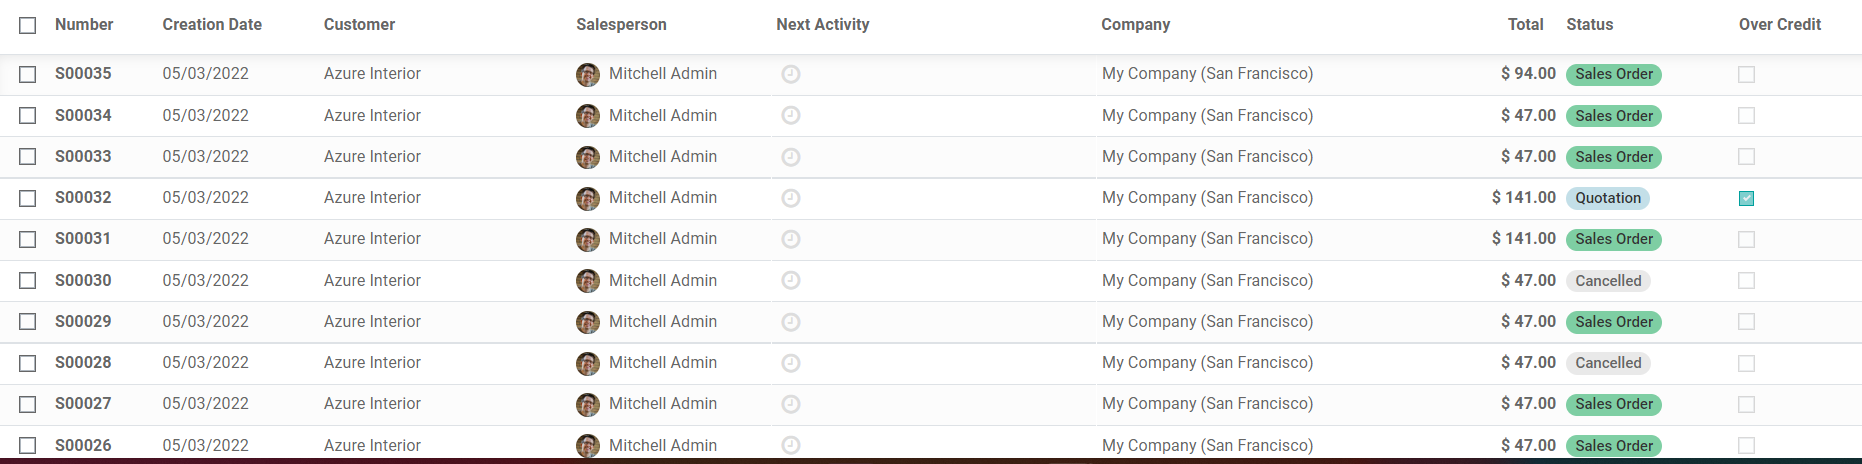 Number Creation Date Customer Salesperson Next Activity Company Total Status Over Credit
S00035 05/03/2022 Azure Interior Mitchell Admin My Company (San Francisco) $ 94.00 Sales Order
S00034 05/03/2022 Azure Interior Mitchell Admin My Company (San Francisco) $ 47.00 Sales Order
S00033 05/03/2022 Azure Interior Mitchell Admin My Company (San Francisco) $ 47.00 Sales Order
S00032 05/03/2022 Azure Interior Mitchell Admin My Company (San Francisco) $ 141.00 Quotation
S00031 05/03/2022 Azure Interior Mitchell Admin My Company (San Francisco) $ 141.00 Sales Order
S00030 05/03/2022 Azure Interior Mitchell Admin My Company (San Francisco) $ 47.00 Cancelled
S00029 05/03/2022 Azure Interior Mitchell Admin My Company (San Francisco) $ 47.00 Sales Order
S00028 05/03/2022 Azure Interior Mitchell Admin My Company (San Francisco) $ 47.00 Cancelled
S00027 05/03/2022 Azure Interior Mitchell Admin My Company (San Francisco) $ 47.00 Sales Order
S00026 05/03/2022 Azure Interior Mitchell Admin My Company (San Francisco) $ 47.00 Sales Order